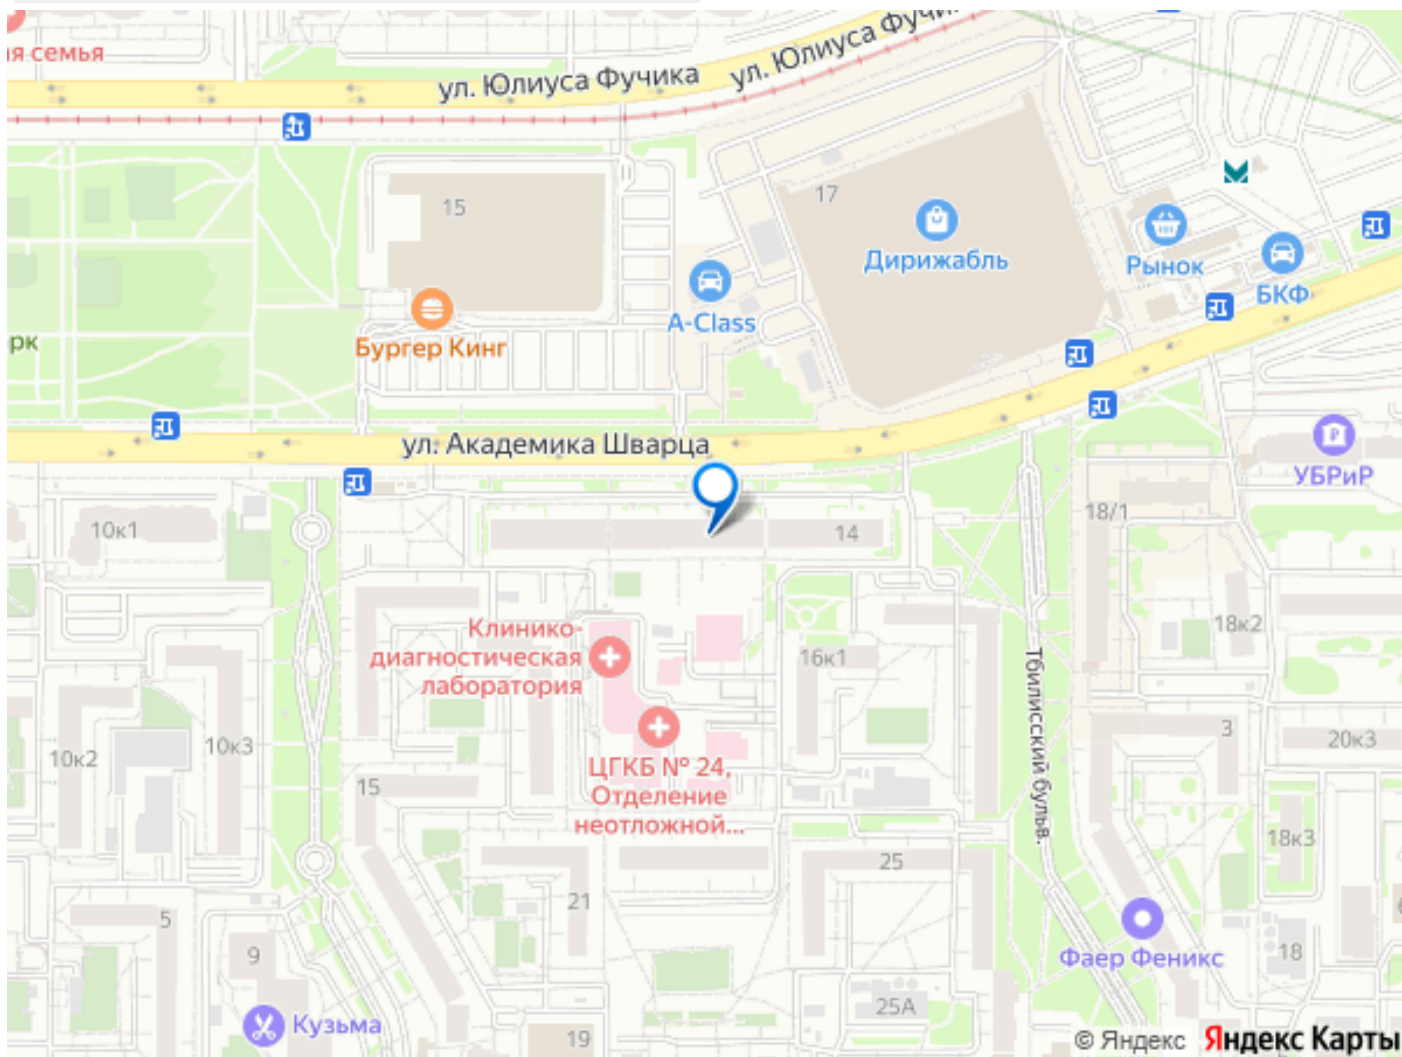 я семья
ул. Юлиуса Фучика
ул. Юлиуса Фучика
15
17
Дирижабль
Рынок
БКФ
A-Class
Бургер Кинг
рк
ул. Академика Шварца
УБРиР
18/1
10к1
14
Клинико-
диагностическая
лаборатория
16к1
18к2
Тбилисский бульв.
10к2
10к3
3
20к3
15
ЦГКБ № 24,
Отделение
неотложной...
18к3
25
21
5
9
Фаер Феникс
18
25А
Кузьма
19
© Яндекс Яндекс Карты